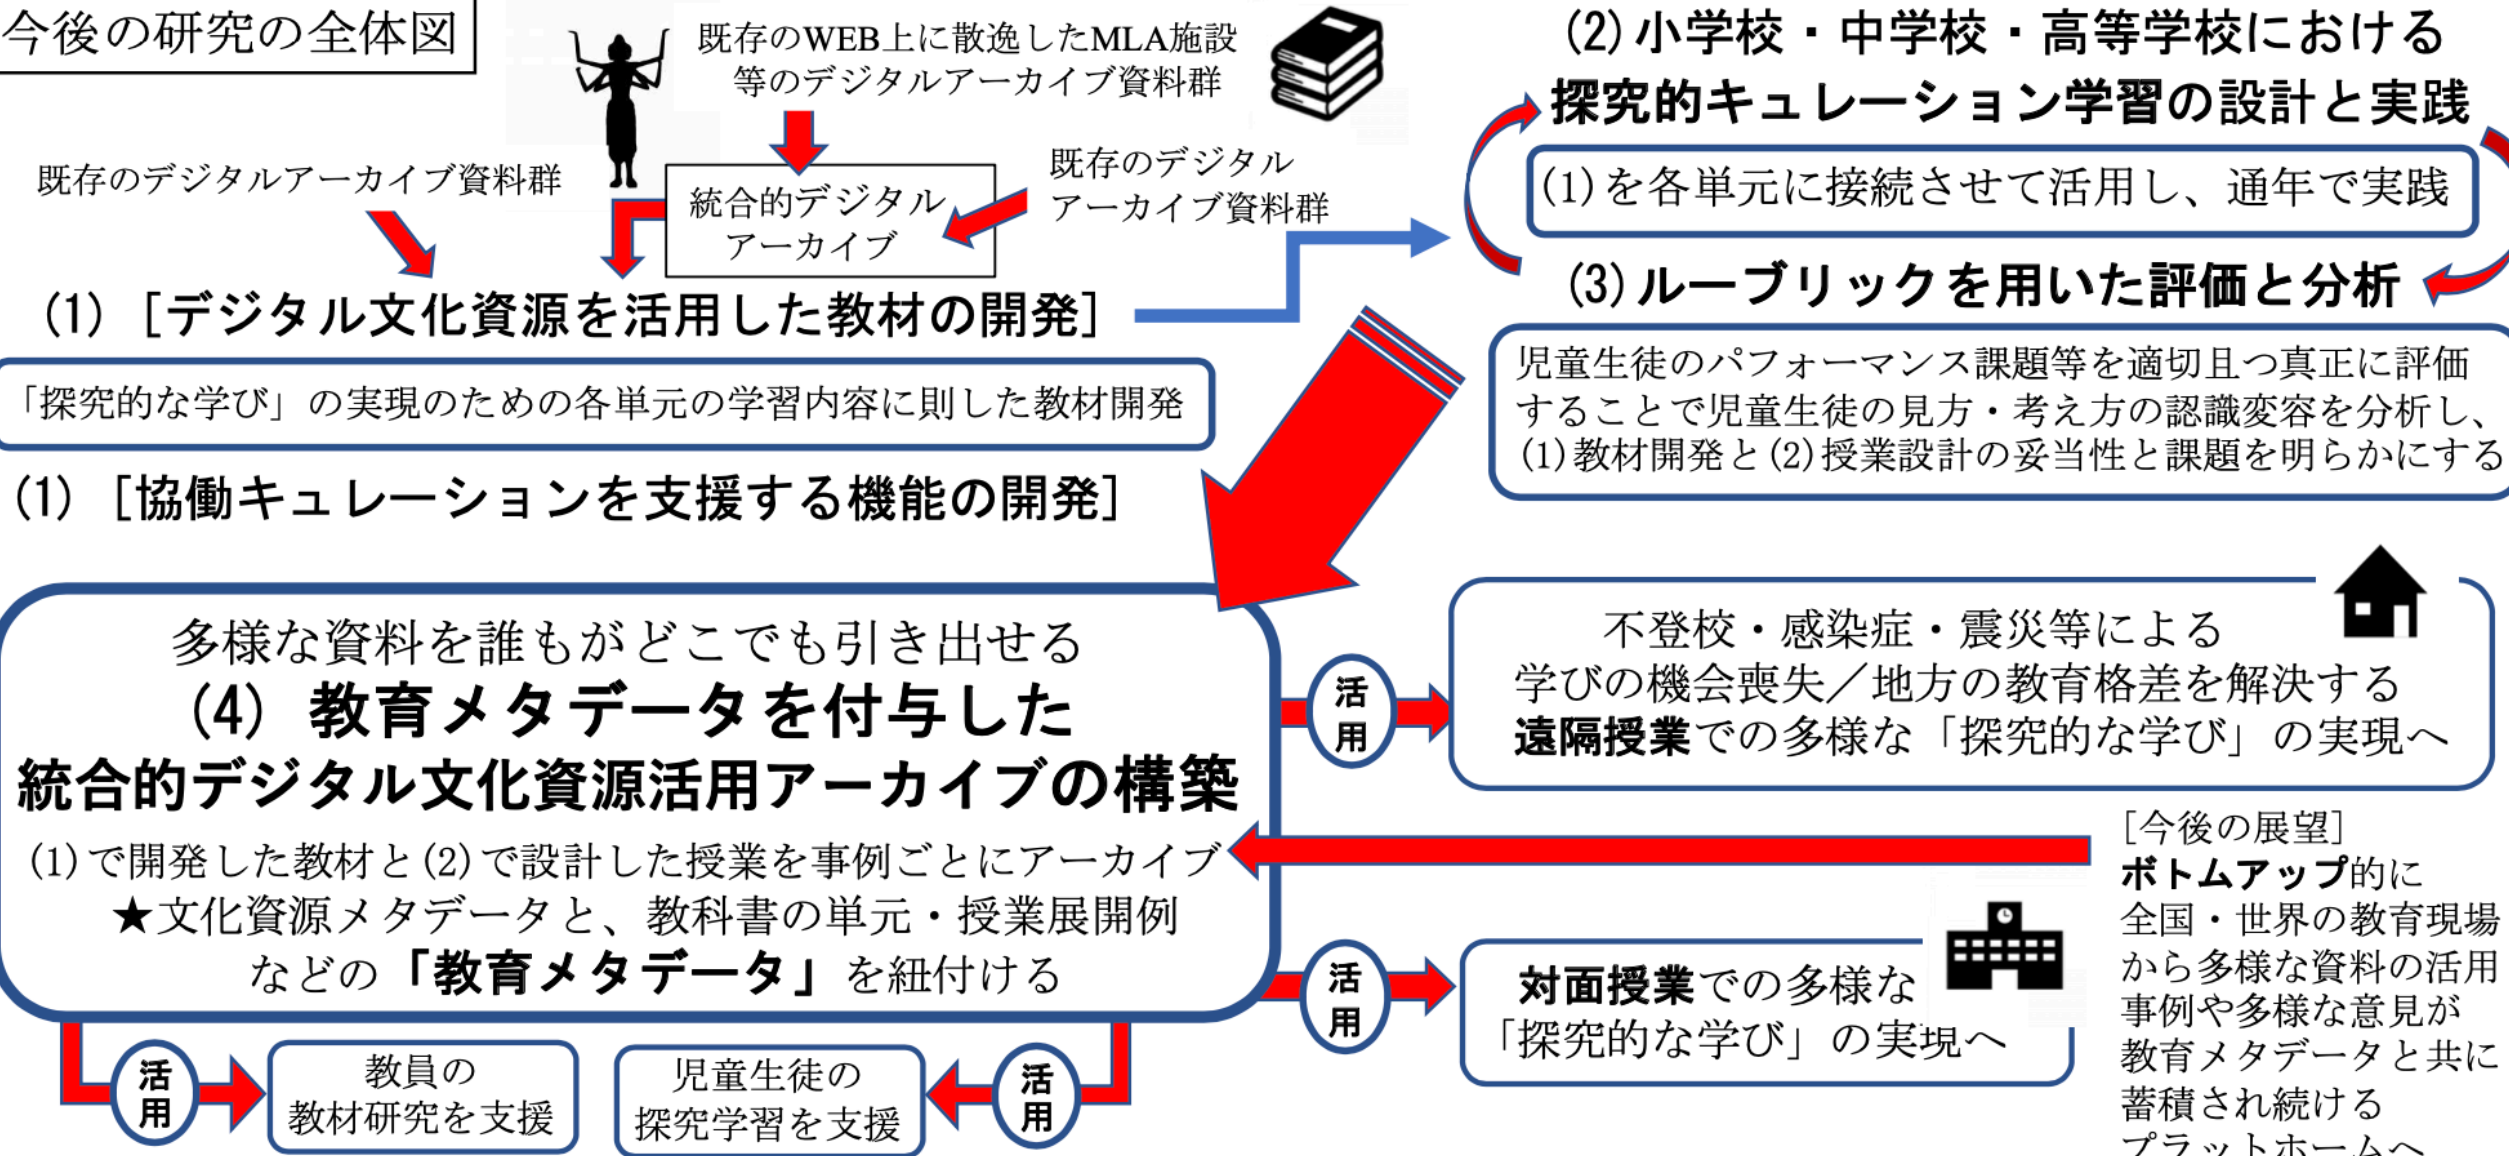 今後の研究の全体図
既存のWEB上に散逸したMLA施設
等のデジタルアーカイブ資料群
既存のデジタルアーカイブ資料群
統合的デジタル
アーカイブ
既存のデジタル
アーカイブ資料群
(1) [デジタル文化資源を活用した教材の開発]
「探究的な学び」の実現のための各単元の学習内容に則した教材開発
(1) [協働キュレーションを支援する機能の開発]
(2)小学校・中学校・高等学校における
探究的キュレーション学習の設計と実践
(1)を各単元に接続させて活用し、通年で実践
(3)ルーブリックを用いた評価と分析
児童生徒のパフォーマンス課題等を適切且つ真正に評価
することで児童生徒の見方・考え方の認識変容を分析し、
(1)教材開発と(2)授業設計の妥当性と課題を明らかにする
多様な資料を誰もがどこでも引き出せる
(4) 教育メタデータを付与した
統合的デジタル文化資源活用アーカイブの構築
(1)で開発した教材と(2)で設計した授業を事例ごとにアーカイブ
★文化資源メタデータと、教科書の単元・授業展開例
などの「教育メタデータ」を紐付ける
活用
不登校・感染症・震災等による
学びの機会喪失／地方の教育格差を解決する
遠隔授業での多様な「探究的な学び」の実現へ
活用
対面授業での多様な
「探究的な学び」の実現へ
[今後の展望]
ボトムアップ的に
全国・世界の教育現場
から多様な資料の活用
事例や多様な意見が
教育メタデータと共に
蓄積され続ける
プラットホームへ
活用
教員の
教材研究を支援
児童生徒の
探究学習を支援
活用